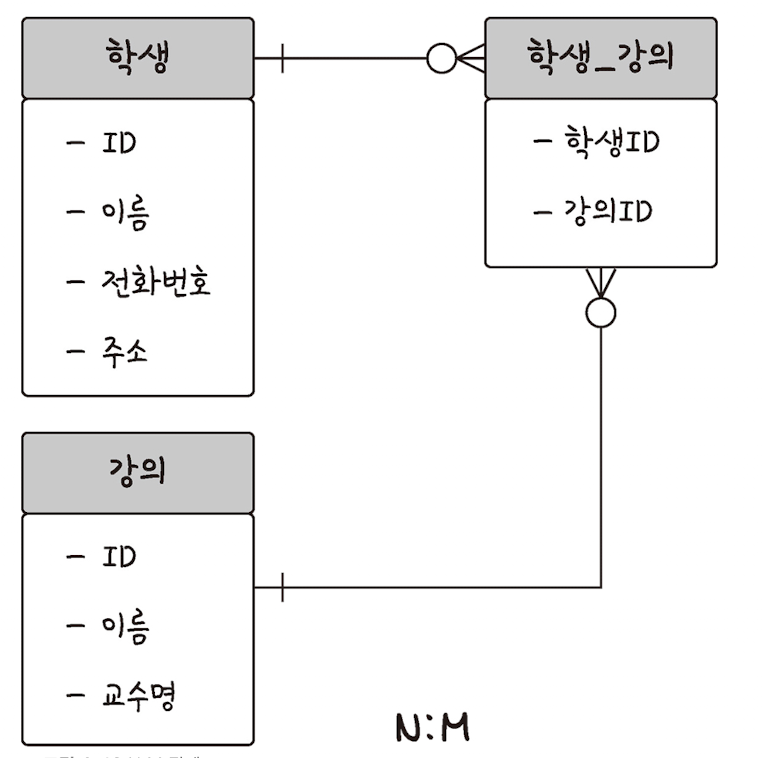 학생
- ID
- 이름
- 전화번호
- 주소
학생_강의
- 학생ID
- 강의ID
강의
- ID
- 이름
- 교수명
N:M